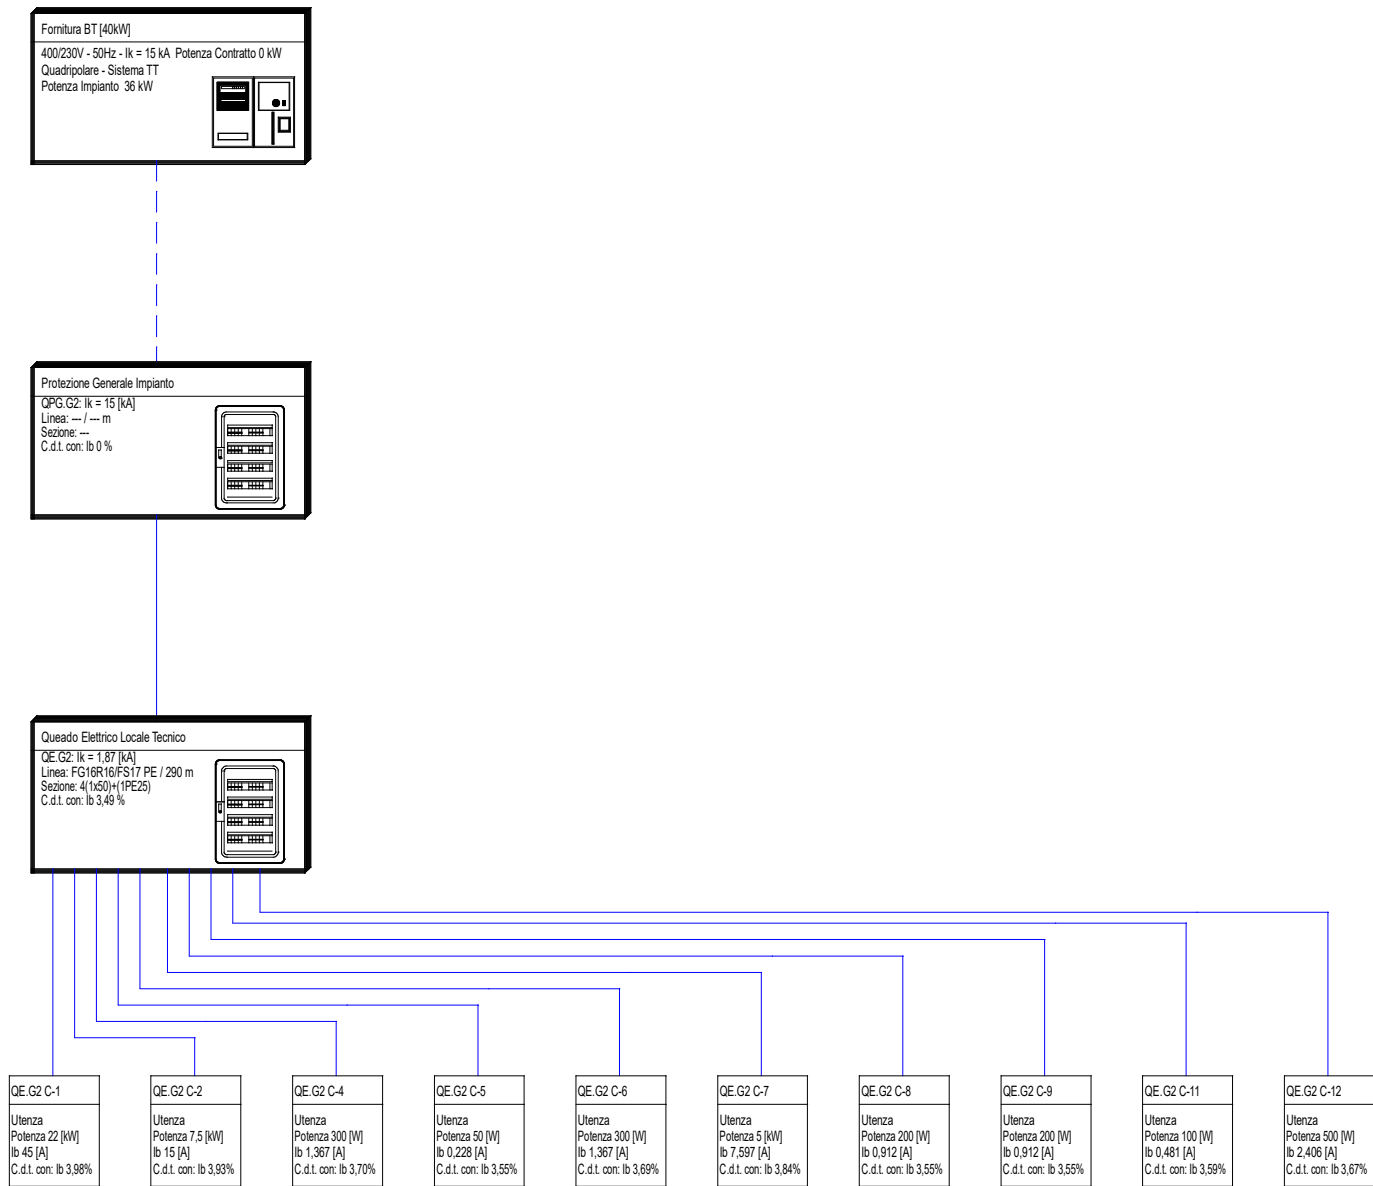 Fornitura BT [40kW]
400/230V - 50Hz - Ik = 15 kA  Potenza Contratto 0 kW
Quadripolare - Sistema TT
Potenza Impianto  36 kW
Protezione Generale Impianto
QPG.G2: Ik = 15 [kA]
Linea: --- / --- m
Sezione: ---
C.d.t. con: Ib 0 %
Queado Elettrico Locale Tecnico
QE.G2: Ik = 1,87 [kA]
Linea: FG16R16/FS17 PE / 290 m
Sezione: 4(1x50)+(1PE25)
C.d.t. con: Ib 3,49 %
QE.G2 C-1
Utenza
Potenza 22 [kW]
Ib 45 [A]
C.d.t. con: Ib 3,98%
QE.G2 C-2
Utenza
Potenza 7,5 [kW]
Ib 15 [A]
C.d.t. con: Ib 3,93%
QE.G2 C-4
Utenza
Potenza 300 [W]
Ib 1,367 [A]
C.d.t. con: Ib 3,70%
QE.G2 C-5
Utenza
Potenza 50 [W]
Ib 0,228 [A]
C.d.t. con: Ib 3,55%
QE.G2 C-6
Utenza
Potenza 300 [W]
Ib 1,367 [A]
C.d.t. con: Ib 3,69%
QE.G2 C-7
Utenza
Potenza 5 [kW]
Ib 7,597 [A]
C.d.t. con: Ib 3,84%
QE.G2 C-8
Utenza
Potenza 200 [W]
Ib 0,912 [A]
C.d.t. con: Ib 3,55%
QE.G2 C-9
Utenza
Potenza 200 [W]
Ib 0,912 [A]
C.d.t. con: Ib 3,55%
QE.G2 C-11
Utenza
Potenza 100 [W]
Ib 0,481 [A]
C.d.t. con: Ib 3,59%
QE.G2 C-12
Utenza
Potenza 500 [W]
Ib 2,406 [A]
C.d.t. con: Ib 3,67%